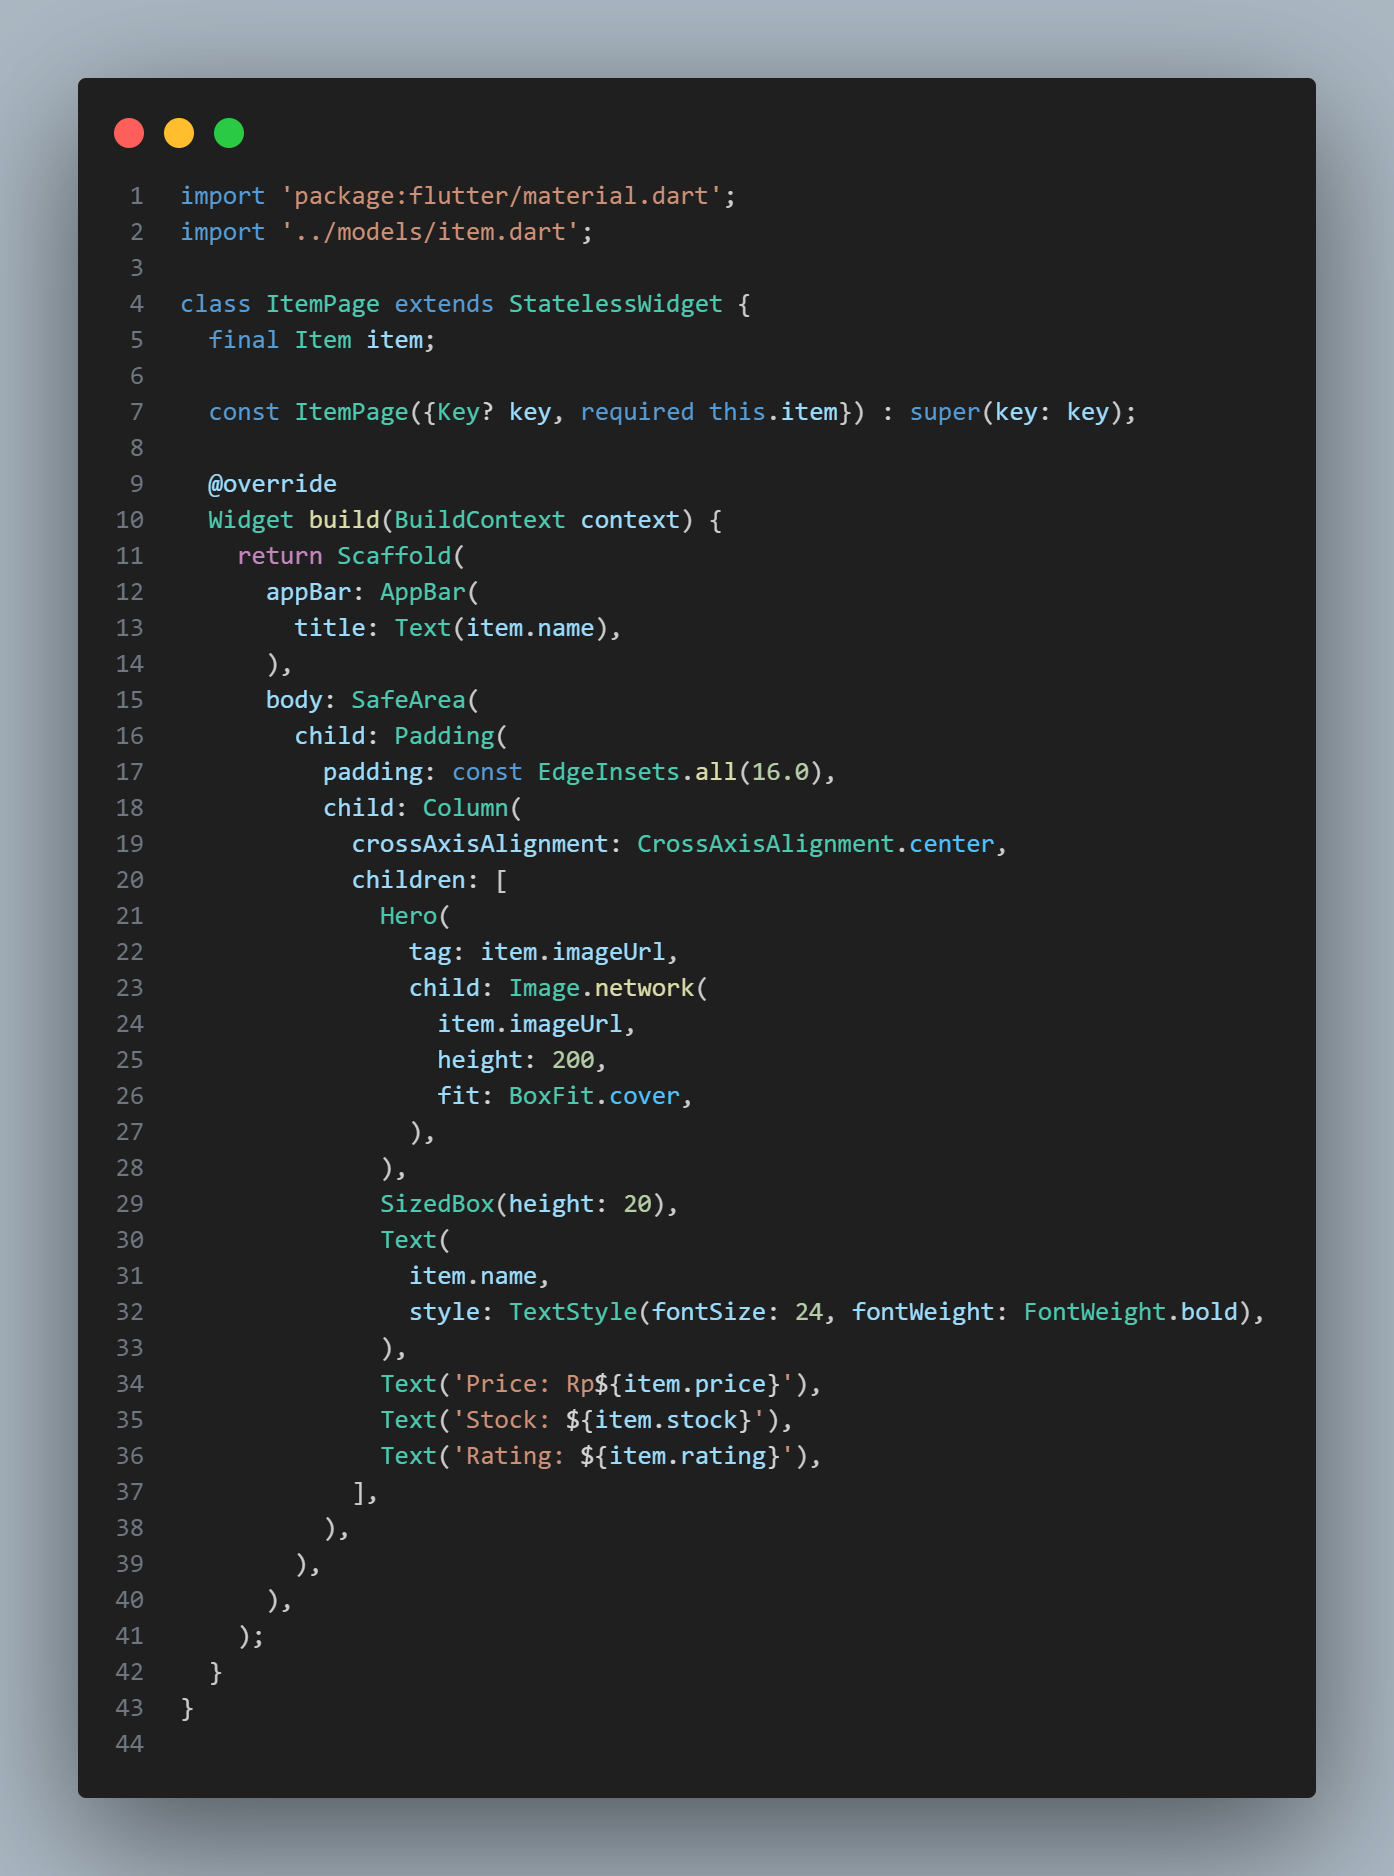 1 import 'package:flutter/material.dart';
2 import '../models/item.dart';
3
4 class ItemPage extends StatelessWidget {
5   final Item item;
6
7   const ItemPage({Key? key, required this.item}) : super(key: key);
8
9   @override
10   Widget build(BuildContext context) {
11     return Scaffold(
12       appBar: AppBar(
13         title: Text(item.name),
14       ),
15       body: SafeArea(
16         child: Padding(
17           padding: const EdgeInsets.all(16.0),
18           child: Column(
19             crossAxisAlignment: CrossAxisAlignment.center,
20             children: [
21               Hero(
22                 tag: item.imageUrl,
23                 child: Image.network(
24                   item.imageUrl,
25                   height: 200,
26                   fit: BoxFit.cover,
27                 ),
28               ),
29               SizedBox(height: 20),
30               Text(
31                 item.name,
32                 style: TextStyle(fontSize: 24, fontWeight: FontWeight.bold),
33               ),
34               Text('Price: Rp${item.price}'),
35               Text('Stock: ${item.stock}'),
36               Text('Rating: ${item.rating}'),
37             ],
38           ),
39         ),
40       ),
41     );
42   }
43 }
44